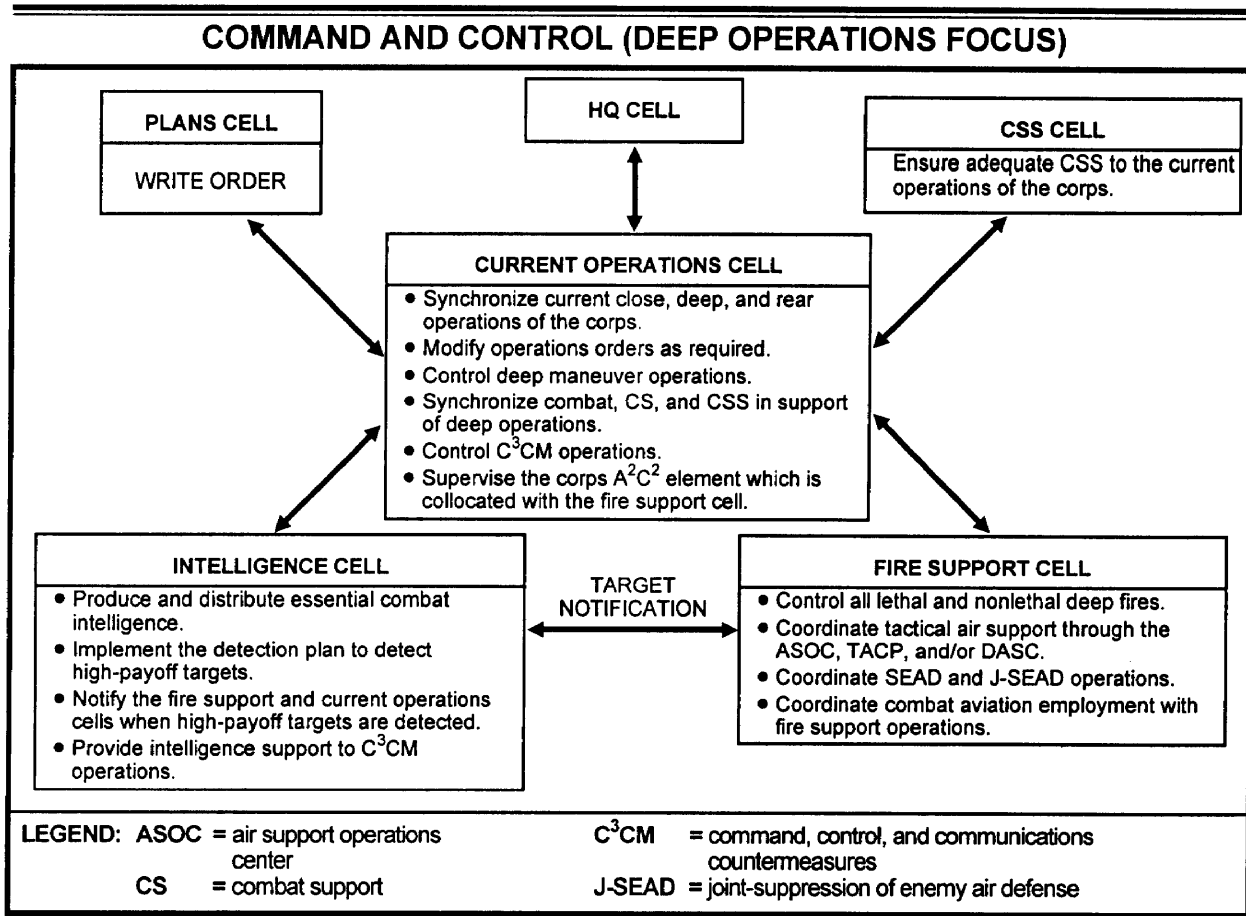 COMMAND AND CONTROL (DEEP OPERATIONS FOCUS)
PLANS CELL
WRITE ORDER
HQ CELL
CSS CELL
Ensure adequate CSS to the current
operations of the corps.
CURRENT OPERATIONS CELL
• Synchronize current close, deep, and rear
operations of the corps.
• Modify operations orders as required.
• Control deep maneuver operations.
• Synchronize combat, CS, and CSS in support
of deep operations.
• Control C³CM operations.
• Supervise the corps A²C² element which is
collocated with the fire support cell.
INTELLIGENCE CELL
• Produce and distribute essential combat
intelligence.
• Implement the detection plan to detect
high-payoff targets.
• Notify the fire support and current operations
cells when high-payoff targets are detected.
• Provide intelligence support to C³CM
operations.
TARGET
NOTIFICATION
FIRE SUPPORT CELL
• Control all lethal and nonlethal deep fires.
• Coordinate tactical air support through the
ASOC, TACP, and/or DASC.
• Coordinate SEAD and J-SEAD operations.
• Coordinate combat aviation employment with
fire support operations.
LEGEND: ASOC = air support operations
center
CS = combat support
C³CM = command, control, and communications
countermeasures
J-SEAD = joint-suppression of enemy air defense